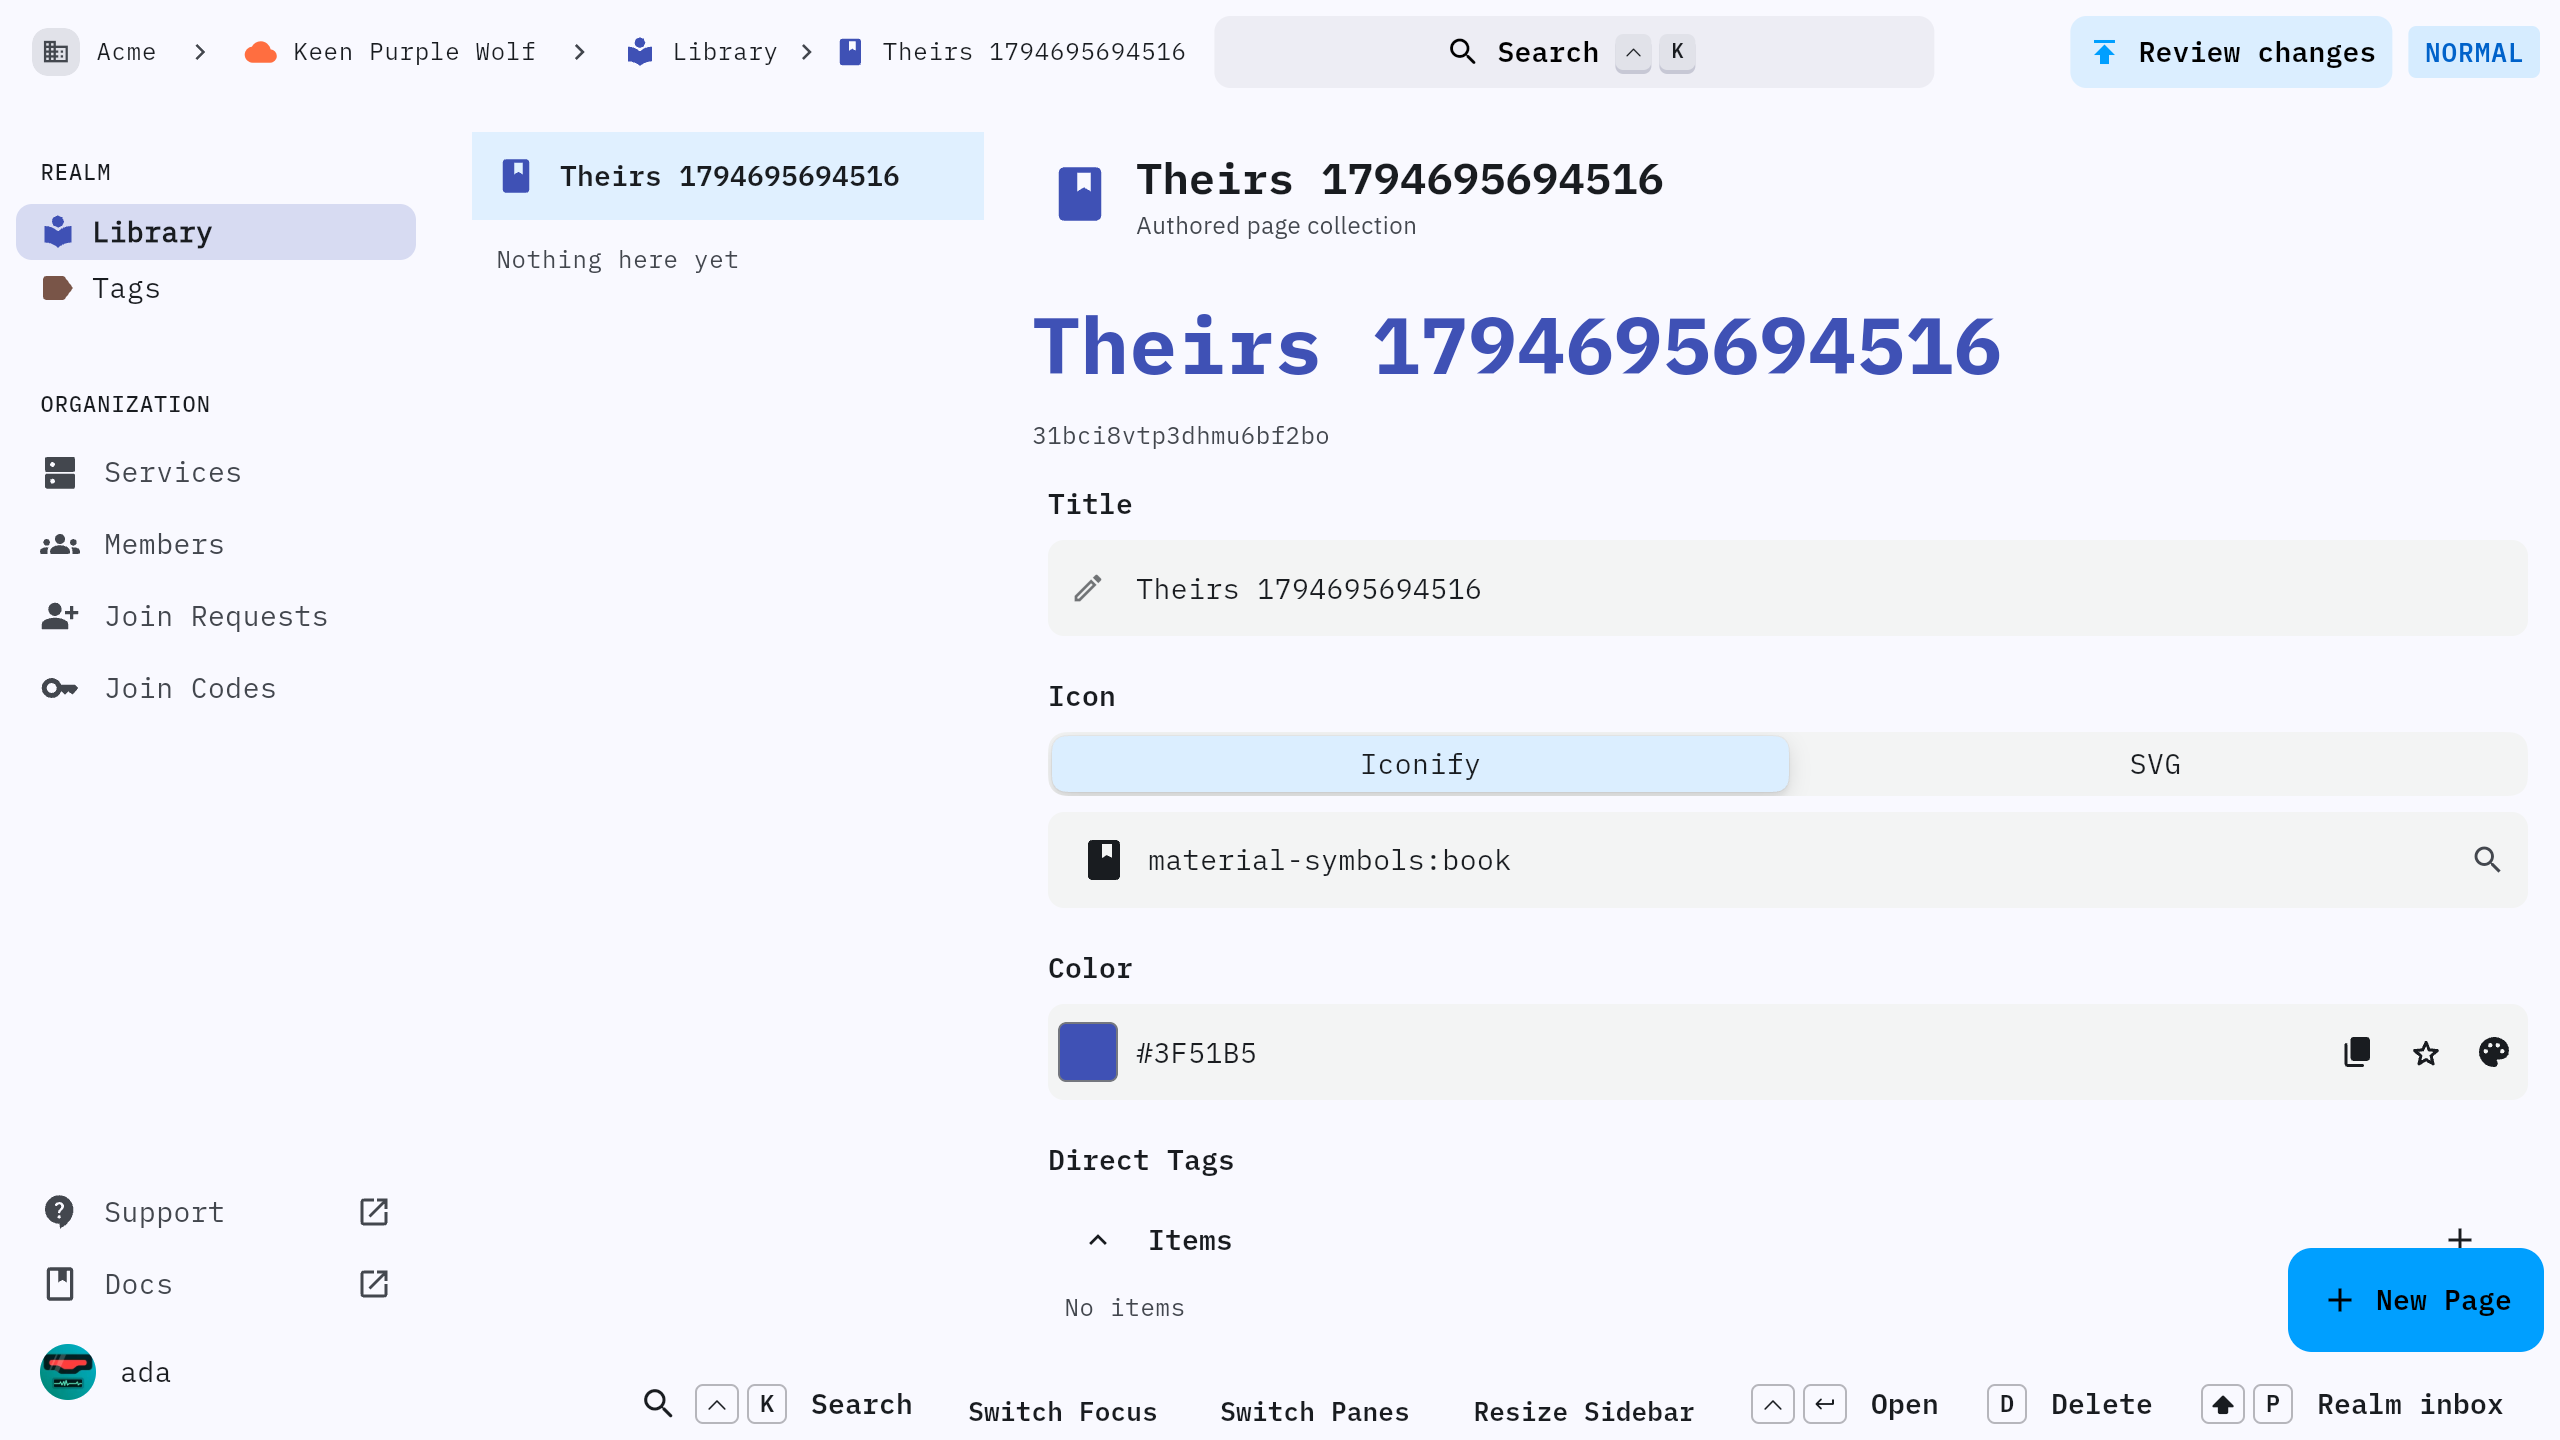 Acme
Keen Purple Wolf
Library
Theirs 1794695694516
Search
K
Review changes
NORMAL
REALM
Library
Tags
ORGANIZATION
Services
Members
Join Requests
Join Codes
Support
Docs
ada
Theirs 1794695694516
Nothing here yet
Theirs 1794695694516
Authored page collection
Theirs 1794695694516
31bci8vtp3dhmu6bf2bo
Title
Theirs 1794695694516
Icon
Iconify
SVG
material-symbols:book
Color
#3F51B5
Direct Tags
Items
No items
New Page
K Search
Switch Focus
Switch Panes
Resize Sidebar
Open
D Delete
P Realm inbox